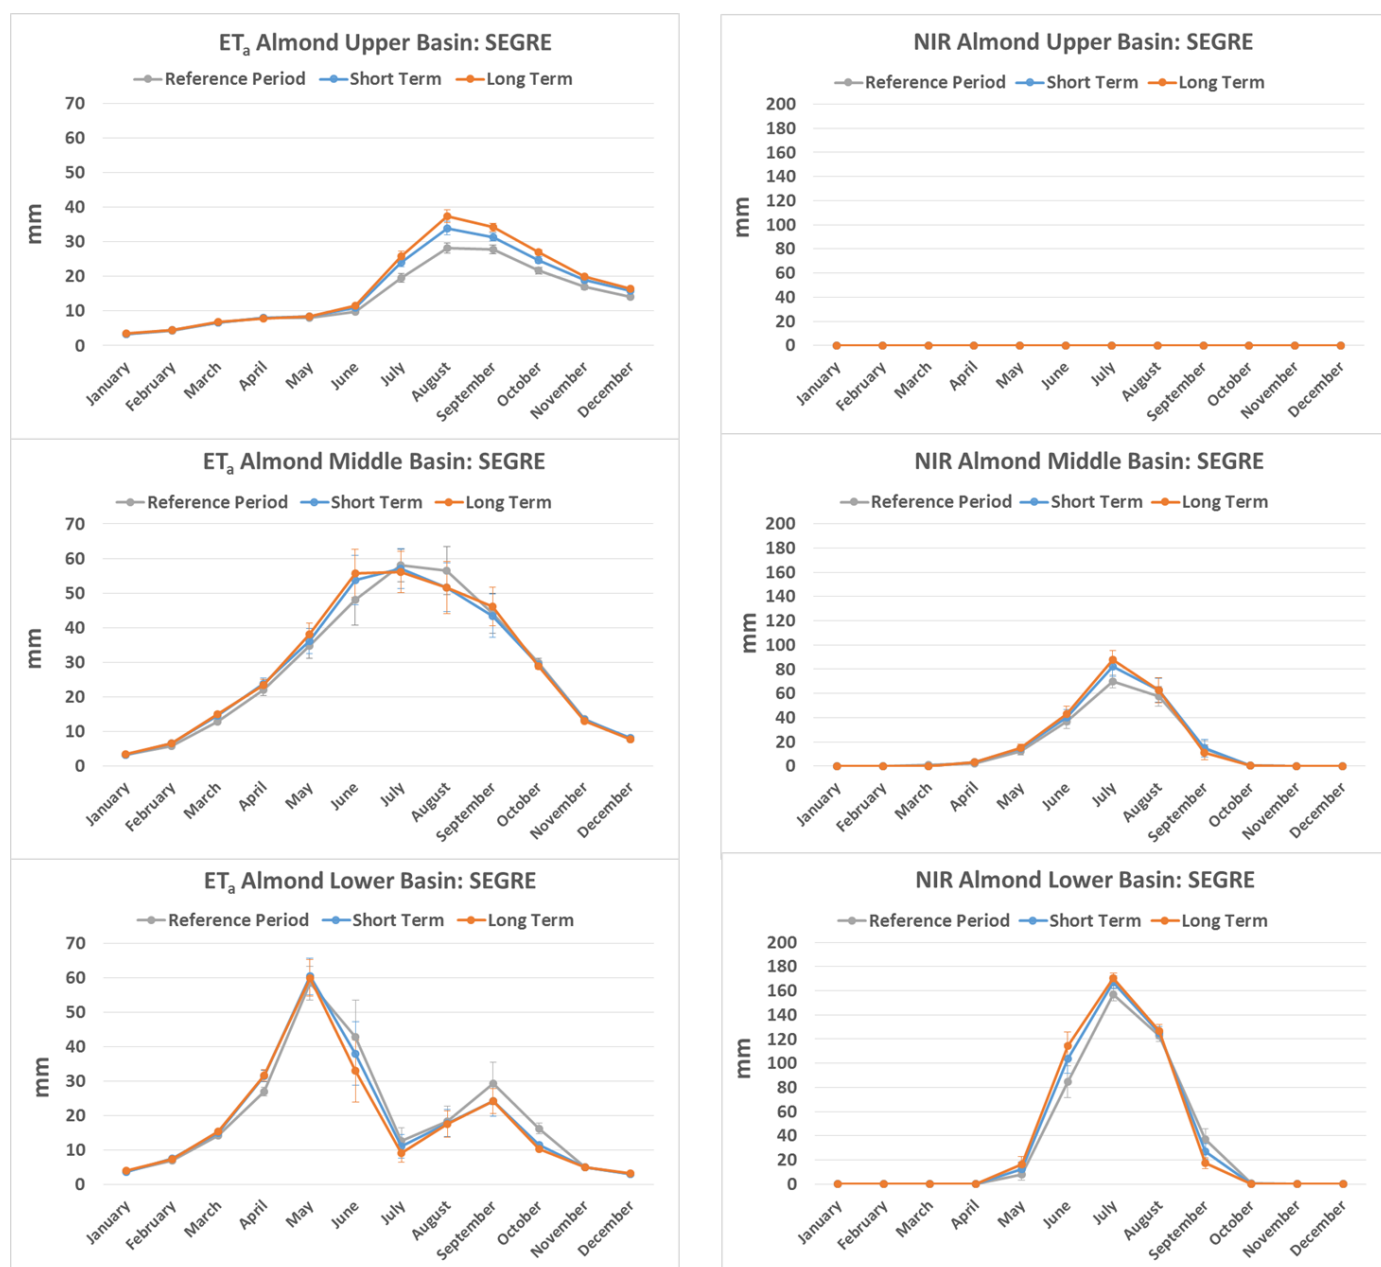 ETa Almond Upper Basin: SEGRE
Reference Period Short Term Long Term
70
60
50
40
30
20
10
0
mm
January February March April May June July August September October November December
NIR Almond Upper Basin: SEGRE
Reference Period Short Term Long Term
200
180
160
140
120
100
80
60
40
20
0
mm
January February March April May June July August September October November December
ETa Almond Middle Basin: SEGRE
Reference Period Short Term Long Term
70
60
50
40
30
20
10
0
mm
January February March April May June July August September October November December
NIR Almond Middle Basin: SEGRE
Reference Period Short Term Long Term
200
180
160
140
120
100
80
60
40
20
0
mm
January February March April May June July August September October November December
ETa Almond Lower Basin: SEGRE
Reference Period Short Term Long Term
70
60
50
40
30
20
10
0
mm
January February March April May June July August September October November December
NIR Almond Lower Basin: SEGRE
Reference Period Short Term Long Term
200
180
160
140
120
100
80
60
40
20
0
mm
January February March April May June July August September October November December